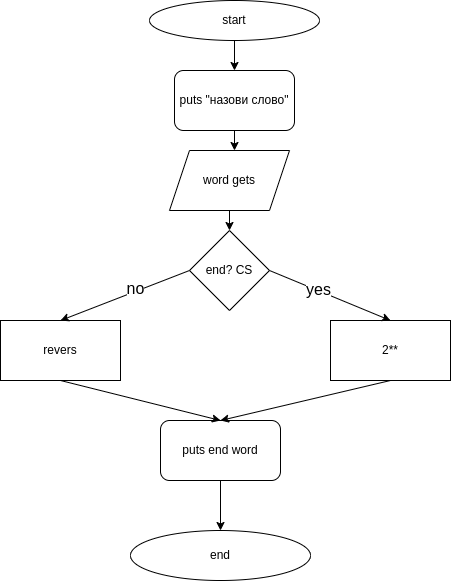 start
puts "назови слово"
word gets
end? CS
no
yes
revers
2**
puts end word
end